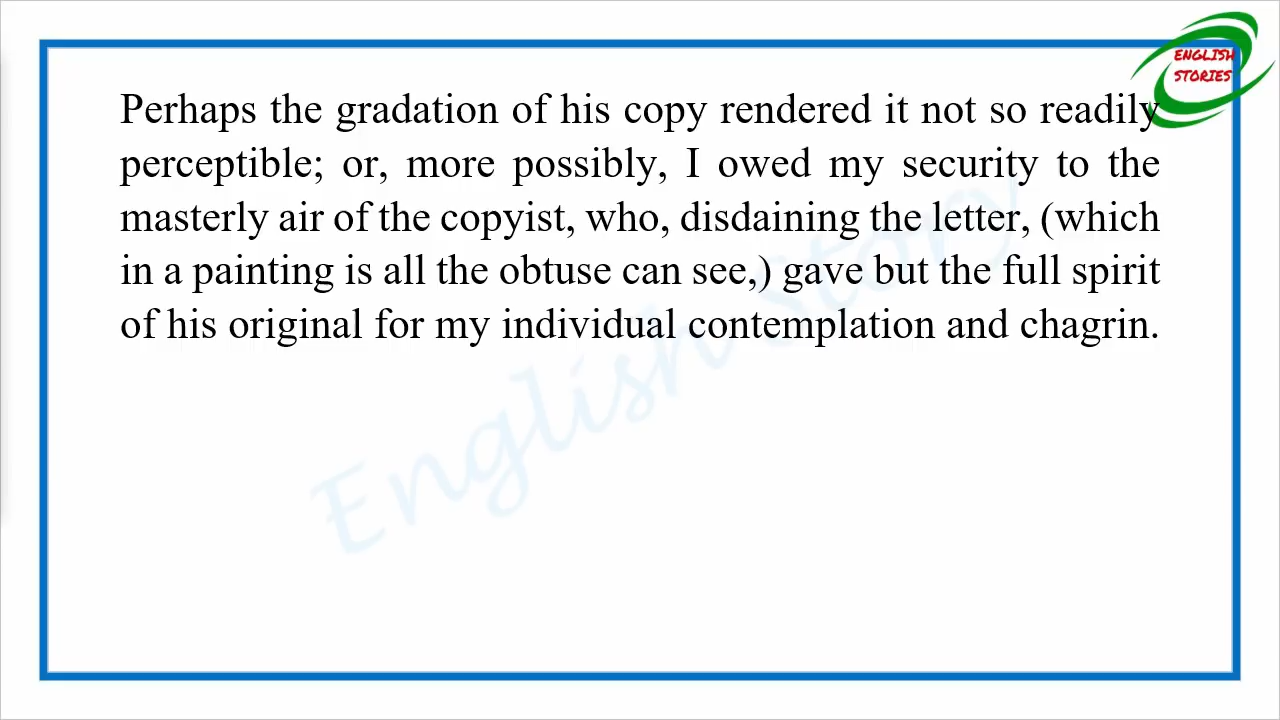 ENGLISH
STORIES
Perhaps the gradation of his copy rendered it not so readily
perceptible; or, more possibly, I owed my security to the
masterly air of the copyist, who, disdaining the letter, (which
in a painting is all the obtuse can see,) gave but the full spirit
of his original for my individual contemplation and chagrin.
English Story